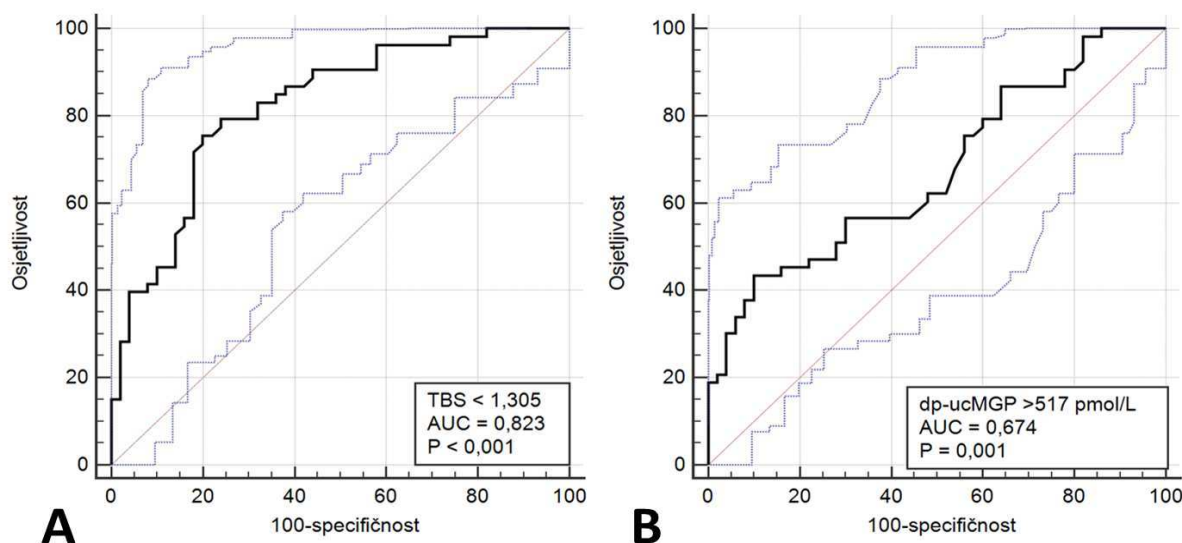 100
80
60
40
20
0
Osjetljivost
TBS < 1,305
AUC = 0,823
P < 0,001
0 20 40 60 80 100
100-specifičnost
A
100
80
60
40
20
0
Osjetljivost
dp-ucMGP >517 pmol/L
AUC = 0,674
P = 0,001
0 20 40 60 80 100
100-specifičnost
B